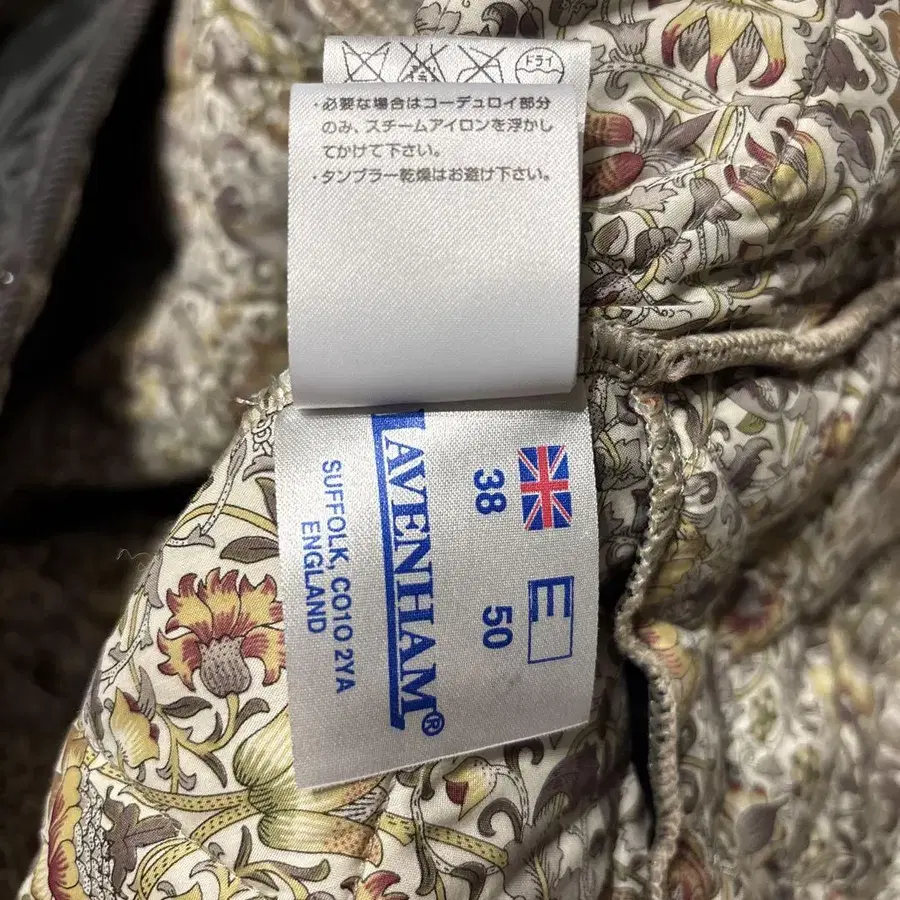 ドライ
・必要な場合はコーデュロイ部分
のみ、スチームアイロンを浮かし
てかけて下さい。
・タンブラー乾燥はお避け下さい。
38
E 50
LAVENHAM®
SUFFOLK, CO10 2YA
ENGLAND